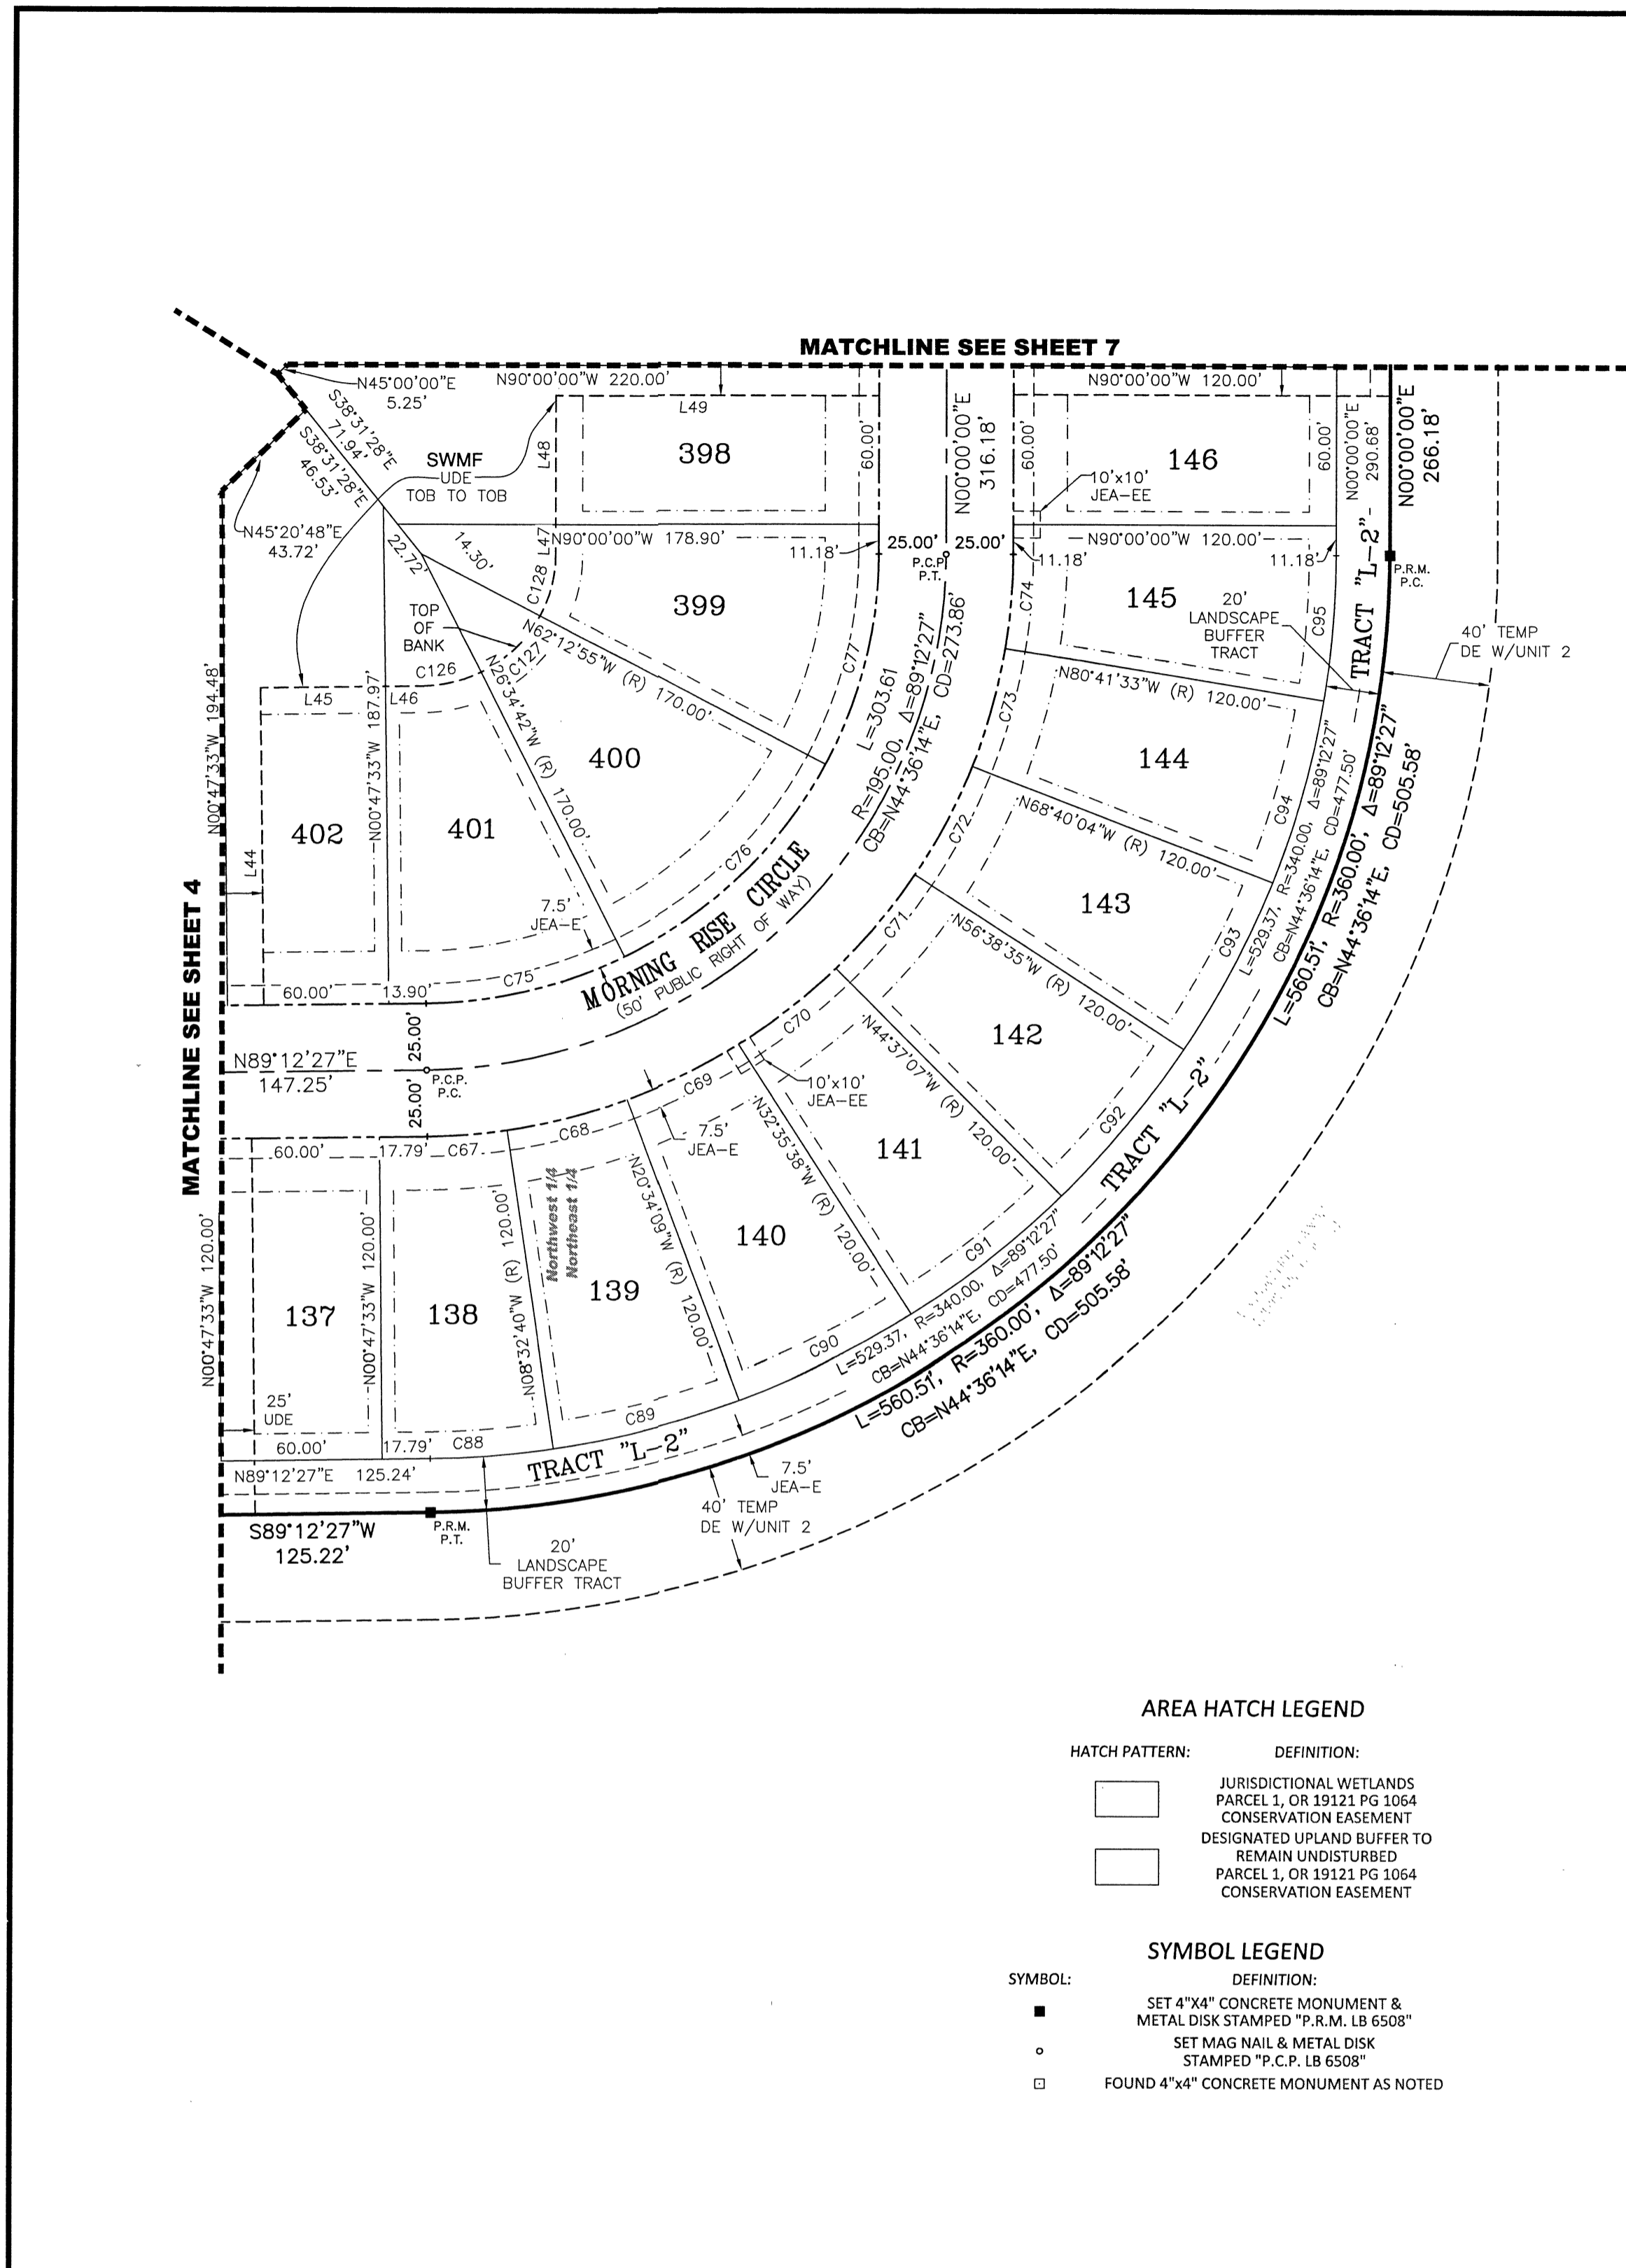 MATCHLINE SEE SHEET 7
N45°00'00"E
5.25'
N90°00'00"W 220.00'
N90°00'00"W 120.00'
S38°31'28"E
71.94'
S38°31'28"E
46.53'
L49
L48
398
60.00'
N00°00'00"E
316.18'
60.00'
146
60.00'
N00°00'00"E
290.68'
N00°00'00"E
266.18'
SWMF
UDE
TOB TO TOB
10'x10'
JEA-EE
N45°20'48"E
43.72'
22.72'
14.30'
L47
N90°00'00"W 178.90'
11.18'
25.00'
25.00'
P.C.P.
P.T.
11.18'
N90°00'00"W 120.00'
11.18'
TRACT "L-2"
P.R.M.
P.C.
C128
399
C74
145
20'
LANDSCAPE
BUFFER
TRACT
C95
40' TEMP
DE W/UNIT 2
TOP
OF
BANK
C127
N62°12'55"W (R) 170.00'
C77
C126
L45
L46
N26°34'42"W (R) 170.00'
N00°47'33"W 194.48'
N00°47'33"W 187.97'
L=303.61
R=195.00, Δ=89°12'27"
CB=N44°36'14"E, CD=273.86'
N80°41'33"W (R) 120.00'
C73
400
144
402
401
C94
N68°40'04"W (R) 120.00'
C72
L44
C76
7.5'
JEA-E
MORNING RISE CIRCLE
(50' PUBLIC RIGHT OF WAY)
C71
143
C93
L=529.37, R=340.00, Δ=89°12'27"
CB=N44°36'14"E, CD=477.50'
L=560.51', R=360.00', Δ=89°12'27"
CB=N44°36'14"E, CD=505.58'
MATCHLINE SEE SHEET 4
60.00'
13.90'
C75
N56°38'35"W (R) 120.00'
142
C70
N44°37'07"W (R) 120.00'
N89°12'27"E
147.25'
25.00'
25.00'
P.C.P.
P.C.
C69
10'x10'
JEA-EE
C92
TRACT "L-2"
60.00'
17.79'
C67
C68
7.5'
JEA-E
N32°35'38"W (R) 120.00'
141
N00°47'33"W 120.00'
N00°47'33"W 120.00'
N08°32'40"W (R) 120.00'
Northwest 1/4
Northeast 1/4
N20°34'09"W (R) 120.00'
140
C91
137
138
139
C90
L=529.37, R=340.00, Δ=89°12'27"
CB=N44°36'14"E, CD=477.50'
L=560.51', R=360.00', Δ=89°12'27"
CB=N44°36'14"E, CD=505.58'
25'
UDE
60.00'
17.79'
C88
C89
N89°12'27"E 125.24'
TRACT "L-2"
7.5'
JEA-E
40' TEMP
DE W/UNIT 2
S89°12'27"W
125.22'
P.R.M.
P.T.
20'
LANDSCAPE
BUFFER TRACT
AREA HATCH LEGEND
HATCH PATTERN: DEFINITION:
JURISDICTIONAL WETLANDS
PARCEL 1, OR 19121 PG 1064
CONSERVATION EASEMENT
DESIGNATED UPLAND BUFFER TO
REMAIN UNDISTURBED
PARCEL 1, OR 19121 PG 1064
CONSERVATION EASEMENT
SYMBOL LEGEND
SYMBOL: DEFINITION:
SET 4"X4" CONCRETE MONUMENT &
METAL DISK STAMPED "P.R.M. LB 6508"
SET MAG NAIL & METAL DISK
STAMPED "P.C.P. LB 6508"
FOUND 4"x4" CONCRETE MONUMENT AS NOTED